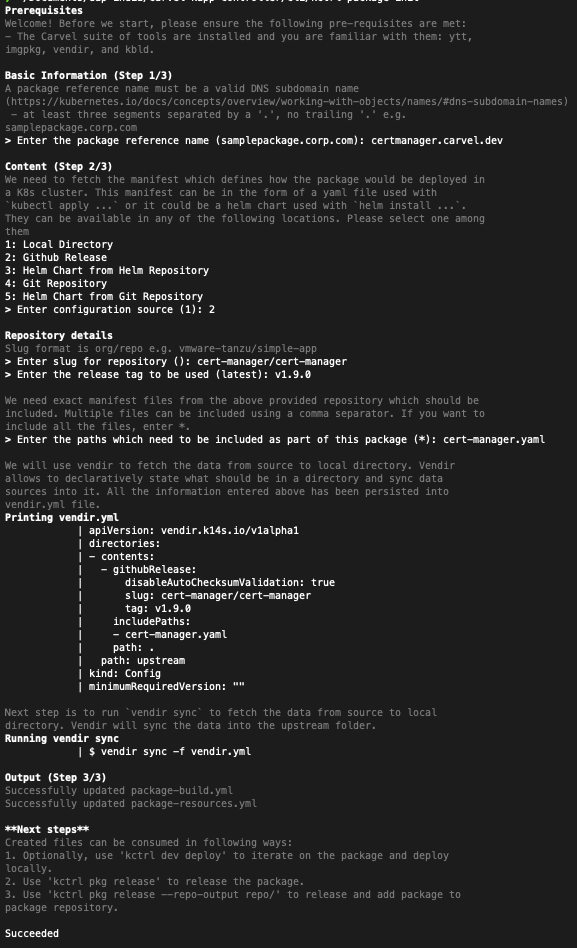 Prerequisites
Welcome! Before we start, please ensure the following pre-requisites are met:
- The Carvel suite of tools are installed and you are familiar with them: ytt,
imgpkg, vendir, and kbld.
Basic Information (Step 1/3)
A package reference name must be a valid DNS subdomain name
(https://kubernetes.io/docs/concepts/overview/working-with-objects/names/#dns-subdomain-names)
- at least three segments separated by a '.', no trailing '.' e.g.
samplepackage.corp.com
> Enter the package reference name (samplepackage.corp.com): certmanager.carvel.dev
Content (Step 2/3)
We need to fetch the manifest which defines how the package would be deployed in
a K8s cluster. This manifest can be in the form of a yaml file used with
`kubectl apply ...` or it could be a helm chart used with `helm install ...`.
They can be available in any of the following locations. Please select one among
them
1: Local Directory
2: Github Release
3: Helm Chart from Helm Repository
4: Git Repository
5: Helm Chart from Git Repository
> Enter configuration source (1): 2
Repository details
Slug format is org/repo e.g. vmware-tanzu/simple-app
> Enter slug for repository (): cert-manager/cert-manager
> Enter the release tag to be used (latest): v1.9.0
We need exact manifest files from the above provided repository which should be
included. Multiple files can be included using a comma separator. If you want to
include all the files, enter *.
> Enter the paths which need to be included as part of this package (*): cert-manager.yaml
We will use vendir to fetch the data from source to local directory. Vendir
allows to declaratively state what should be in a directory and sync data
sources into it. All the information entered above has been persisted into
vendir.yml file.
Printing vendir.yml
| apiVersion: vendir.k14s.io/v1alpha1
| directories:
| - contents:
|   - githubRelease:
|       disableAutoChecksumValidation: true
|       slug: cert-manager/cert-manager
|       tag: v1.9.0
|     includePaths:
|     - cert-manager.yaml
|     path: .
|   path: upstream
| kind: Config
| minimumRequiredVersion: ""
Next step is to run `vendir sync` to fetch the data from source to local
directory. Vendir will sync the data into the upstream folder.
Running vendir sync
| $ vendir sync -f vendir.yml
Output (Step 3/3)
Successfully updated package-build.yml
Successfully updated package-resources.yml
**Next steps**
Created files can be consumed in following ways:
1. Optionally, use 'kctrl dev deploy' to iterate on the package and deploy
locally.
2. Use 'kctrl pkg release' to release the package.
3. Use 'kctrl pkg release --repo-output repo/' to release and add package to
package repository.
Succeeded